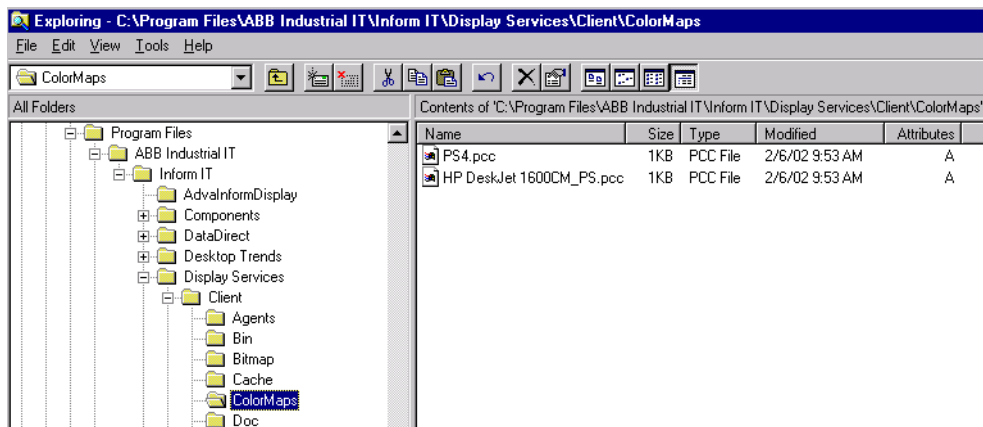 Exploring - C:\Program Files\ABB Industrial IT\Inform IT\Display Services\Client\ColorMaps
File Edit View Tools Help
ColorMaps
All Folders
Contents of 'C:\Program Files\ABB Industrial IT\Inform IT\Display Services\Client\ColorMaps'
Name Size Type Modified Attributes
PS4.pcc 1KB PCC File 2/6/02 9:53 AM A
HP DeskJet 1600CM_PS.pcc 1KB PCC File 2/6/02 9:53 AM A
Program Files
ABB Industrial IT
Inform IT
AdvaInformDisplay
Components
DataDirect
Desktop Trends
Display Services
Client
Agents
Bin
Bitmap
Cache
ColorMaps
Doc